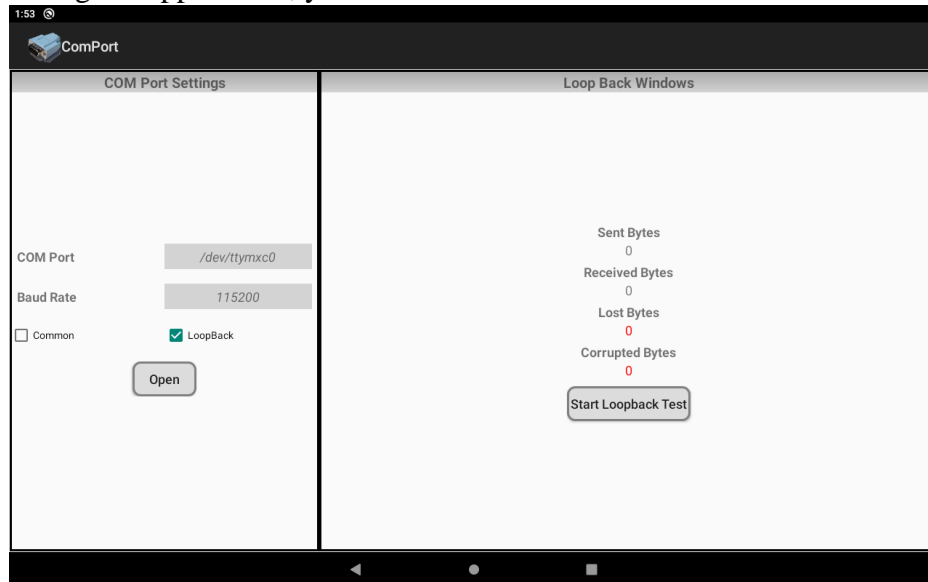 1:53
ComPort
COM Port Settings
COM Port
/dev/ttymxc0
Baud Rate
115200
Common
LoopBack
Open
Loop Back Windows
Sent Bytes
0
Received Bytes
0
Lost Bytes
0
Corrupted Bytes
0
Start Loopback Test